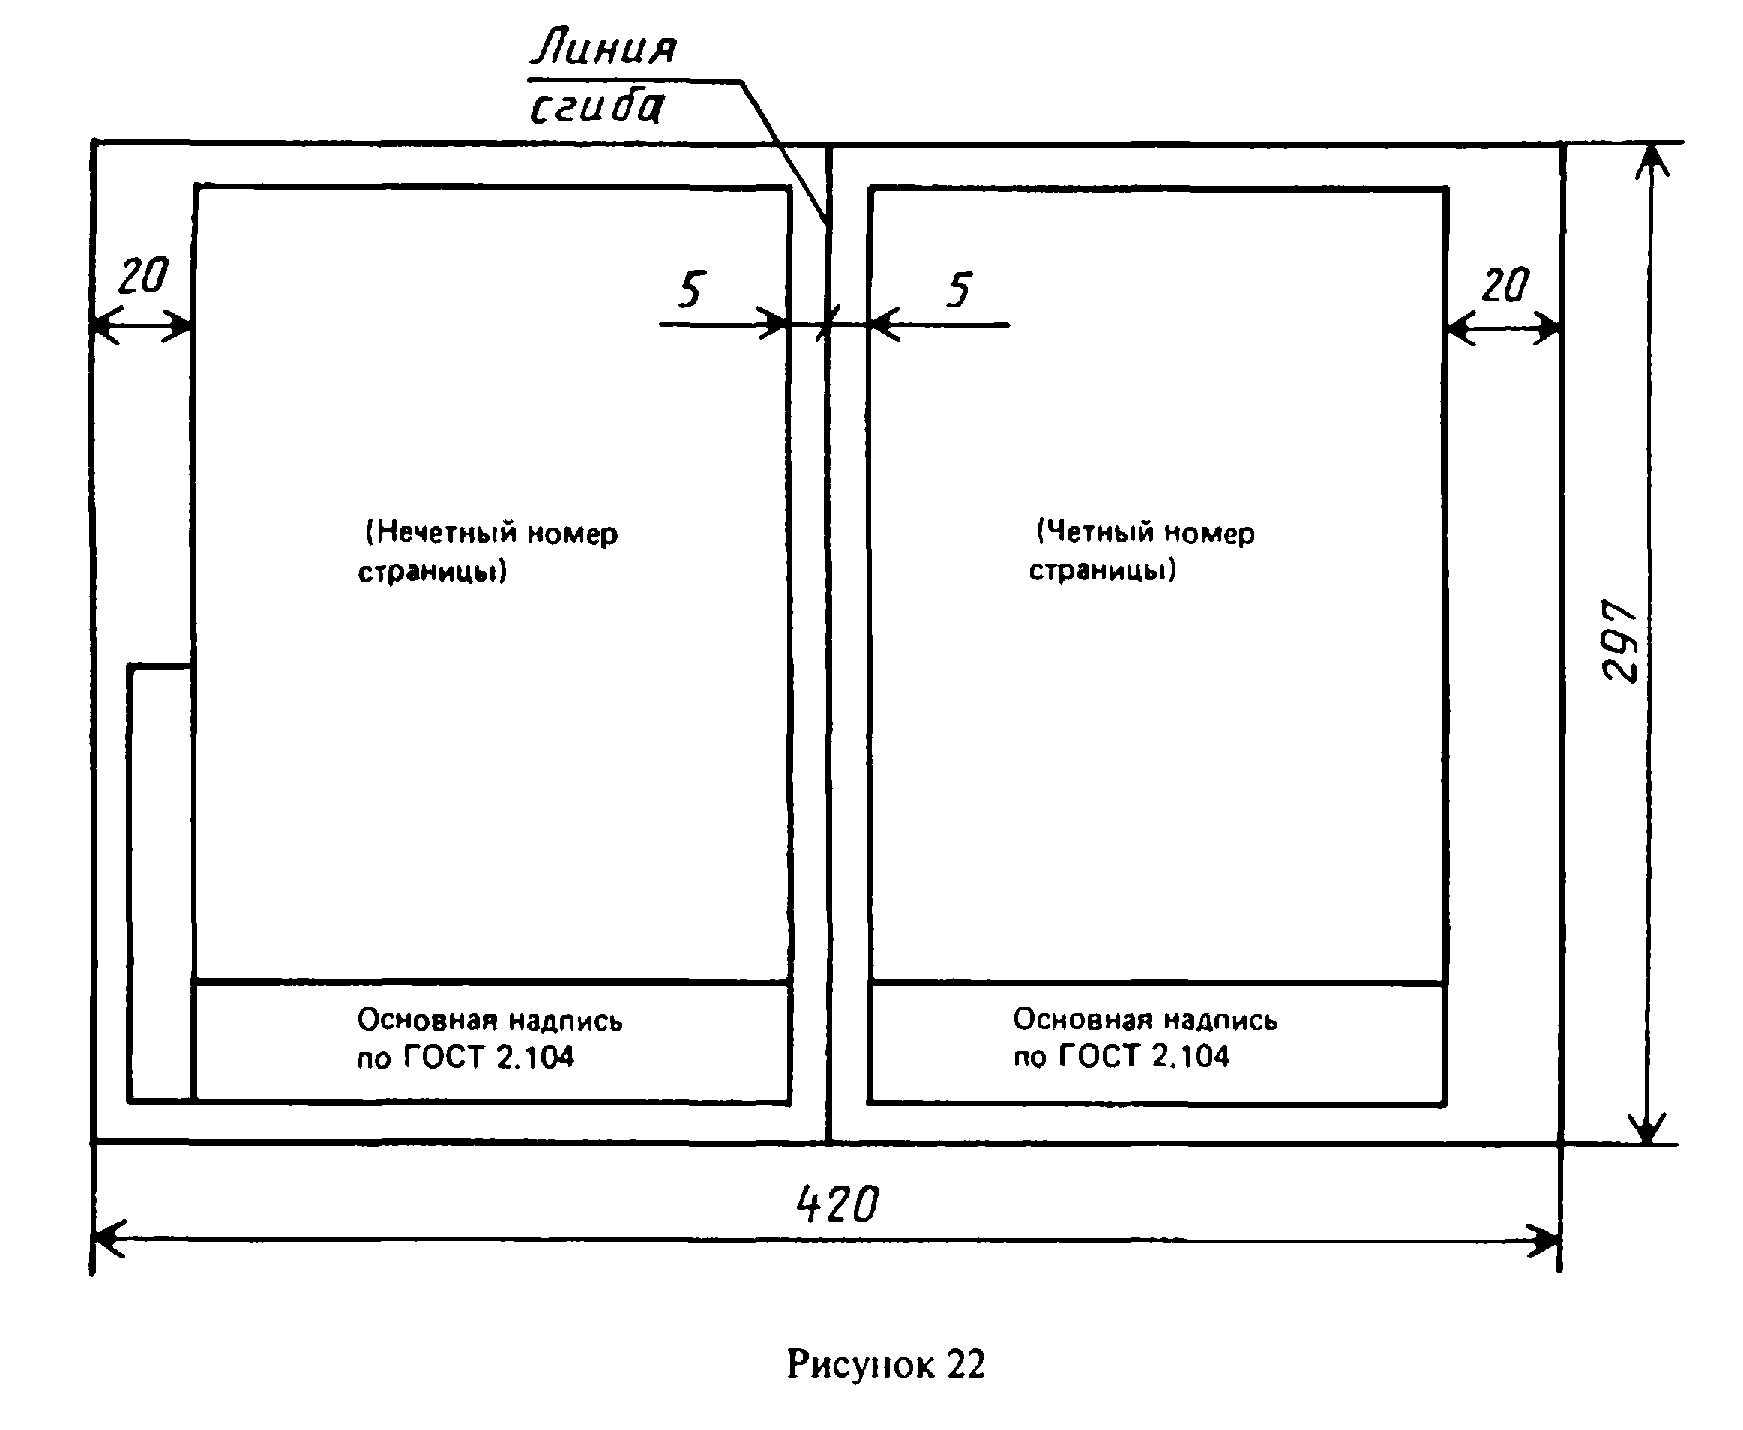 Линия
сгиба
20
5
5
20
(Нечетный номер
страницы)
(Четный номер
страницы)
297
Основная надпись
по ГОСТ 2.104
Основная надпись
по ГОСТ 2.104
420
Рисунок 22